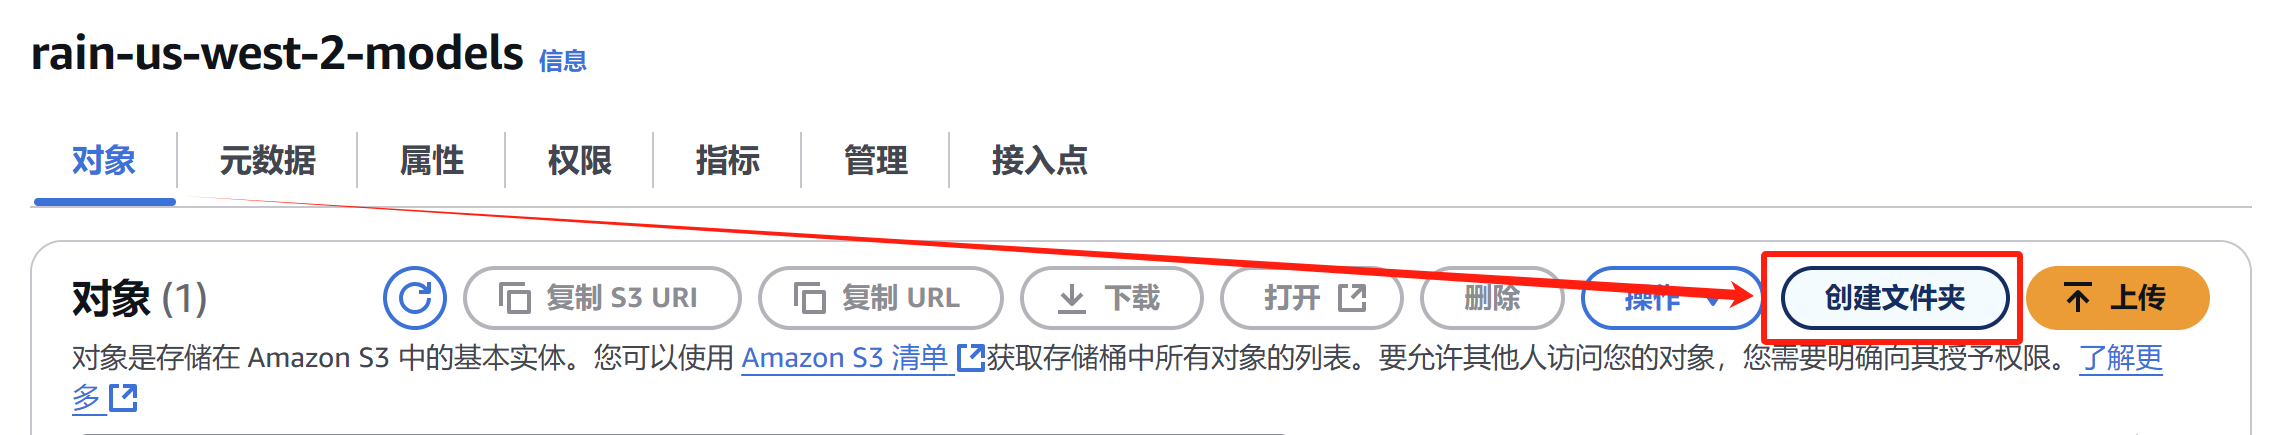 rain-us-west-2-models 信息
对象 元数据 属性 权限 指标 管理 接入点
对象 (1) 复制 S3 URI 复制 URL 下载 打开 删除 操作 创建文件夹 上传
对象是存储在 Amazon S3 中的基本实体。您可以使用 Amazon S3 清单 获取存储桶中所有对象的列表。要允许其他人访问您的对象，您需要明确向其授予权限。了解更
多